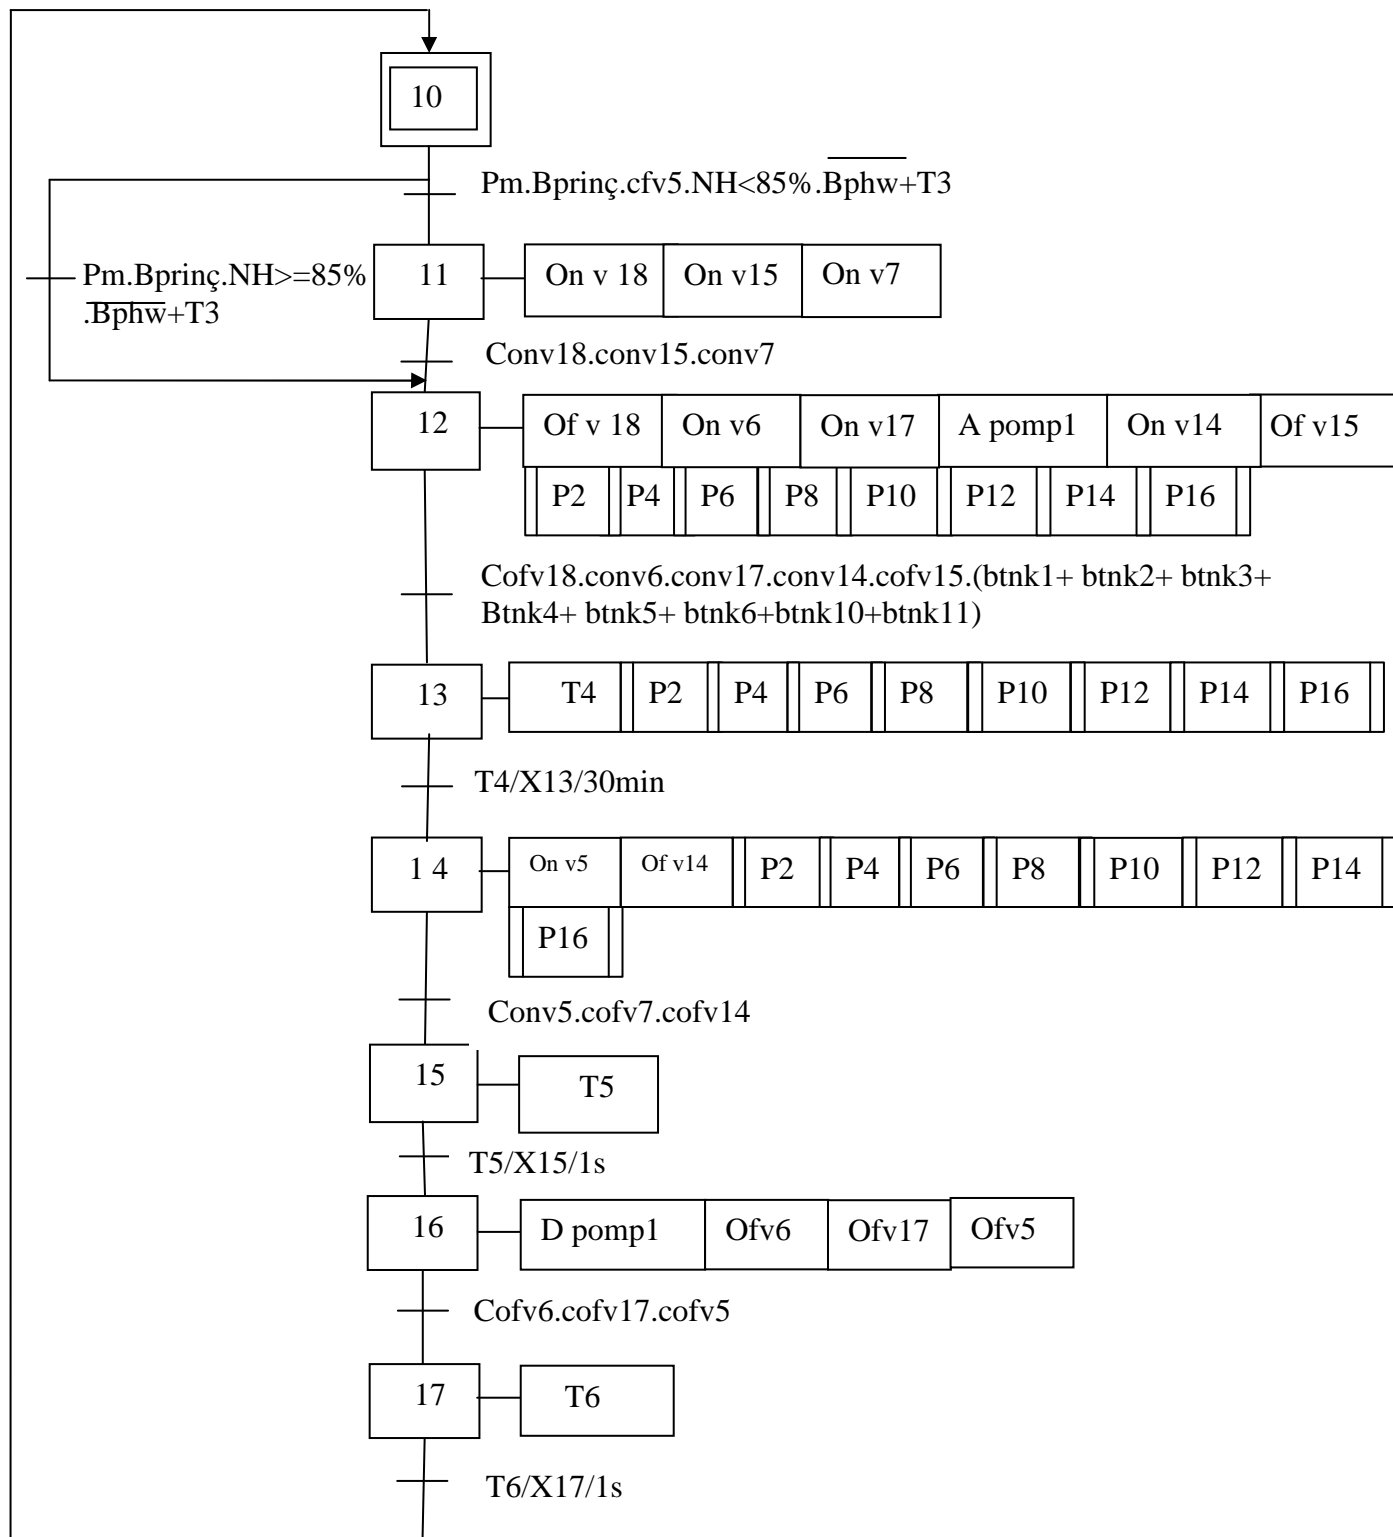 10
Pm.Bprinç.cfv5.NH<85%.Bphw+T3
Pm.Bprinç.NH>=85%
.Bphw+T3
11 On v 18 On v15 On v7
Conv18.conv15.conv7
12 Of v 18 On v6 On v17 A pomp1 On v14 Of v15
P2 P4 P6 P8 P10 P12 P14 P16
Cofv18.conv6.conv17.conv14.cofv15.(btnk1+ btnk2+ btnk3+
Btnk4+ btnk5+ btnk6+btnk10+btnk11)
13 T4 P2 P4 P6 P8 P10 P12 P14 P16
T4/X13/30min
1 4 On v5 Of v14 P2 P4 P6 P8 P10 P12 P14
P16
Conv5.cofv7.cofv14
15 T5
T5/X15/1s
16 D pomp1 Ofv6 Ofv17 Ofv5
Cofv6.cofv17.cofv5
17 T6
T6/X17/1s